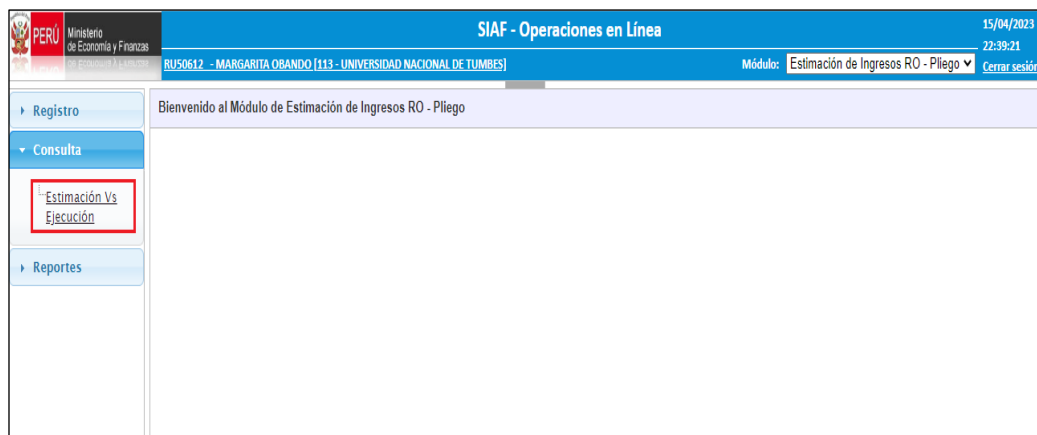 PERÚ
Ministerio
de Economía y Finanzas
SIAF - Operaciones en Línea
15/04/2023
22:39:21
RU50612 - MARGARITA OBANDO [113 - UNIVERSIDAD NACIONAL DE TUMBES]
Módulo: Estimación de Ingresos RO - Pliego
Cerrar sesión
Registro
Bienvenido al Módulo de Estimación de Ingresos RO - Pliego
Consulta
Estimación Vs
Ejecución
Reportes